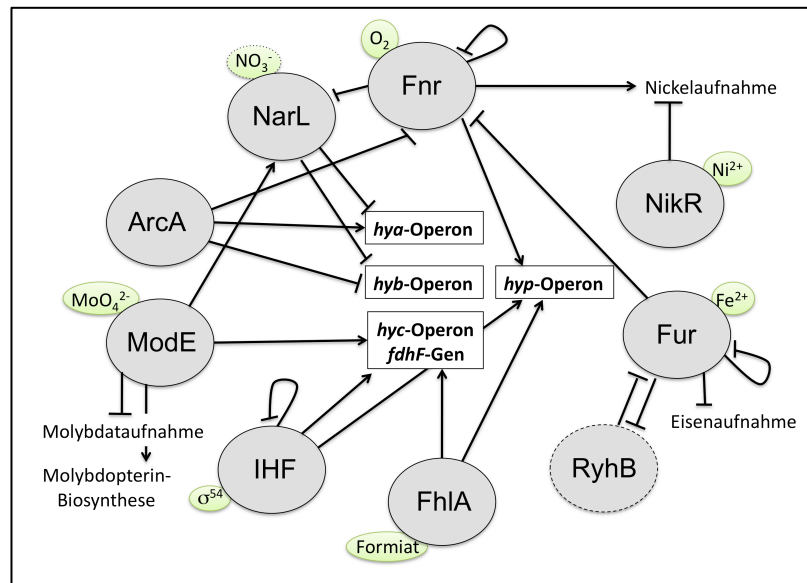 O₂
NO₃⁻
Fnr
NarL
Nickelaufnahme
Ni²⁺
NikR
ArcA
hya-Operon
hyb-Operon
hyp-Operon
MoO₄²⁻
ModE
hyc-Operon
fdhF-Gen
Fe²⁺
Fur
Molybdataufnahme
Molybdopterin-
Biosynthese
IHF
σ⁵⁴
FhlA
Formiat
Eisenaufnahme
RyhB